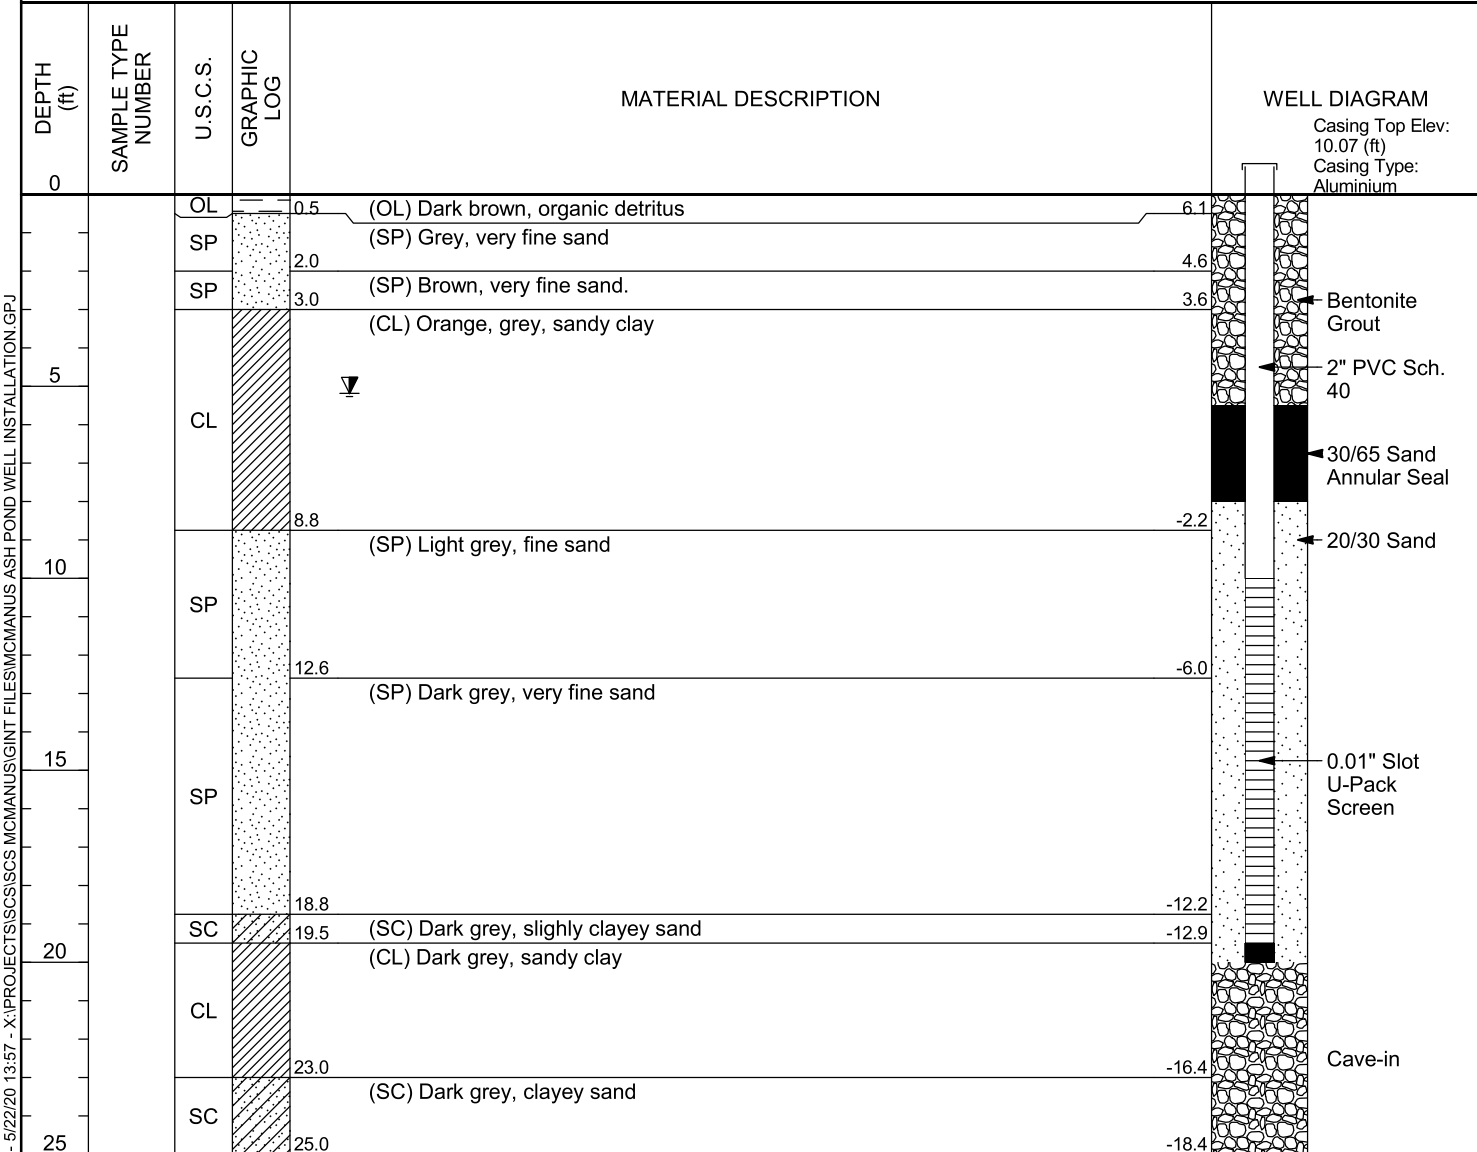 DEPTH
(ft)
SAMPLE TYPE
NUMBER
U.S.C.S.
GRAPHIC
LOG
MATERIAL DESCRIPTION
WELL DIAGRAM
Casing Top Elev:
10.07 (ft)
Casing Type:
Aluminium
0
OL
0.5
(OL) Dark brown, organic detritus
6.1
SP
(SP) Grey, very fine sand
2.0
4.6
SP
(SP) Brown, very fine sand.
3.0
3.6
Bentonite
Grout
(CL) Orange, grey, sandy clay
5
2" PVC Sch.
40
CL
30/65 Sand
Annular Seal
8.8
-2.2
(SP) Light grey, fine sand
20/30 Sand
10
SP
12.6
-6.0
(SP) Dark grey, very fine sand
15
0.01" Slot
U-Pack
Screen
SP
18.8
-12.2
SC
19.5
(SC) Dark grey, slighly clayey sand
-12.9
20
(CL) Dark grey, sandy clay
CL
Cave-in
23.0
-16.4
(SC) Dark grey, clayey sand
SC
25
25.0
-18.4
- 5/22/20 13:57 - X:\PROJECTS\SCS\SCS MCMANUS\GINT FILES\MCMANUS ASH POND WELL INSTALLATION.GPJ